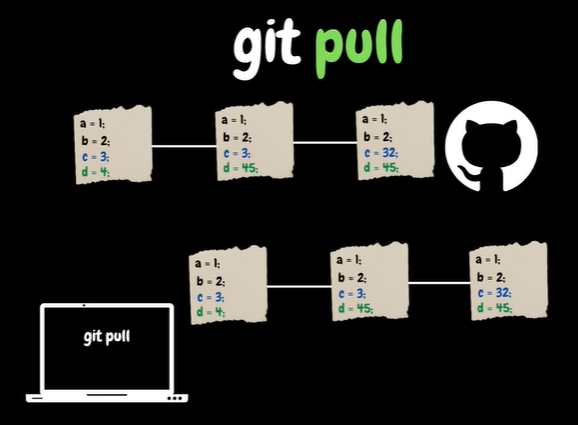 git pull
a = 1;
b = 2;
c = 3;
d = 4;
a = 1;
b = 2;
c = 3;
d = 45;
a = 1;
b = 2;
c = 32;
d = 45;
a = 1;
b = 2;
c = 3;
d = 4;
a = 1;
b = 2;
c = 3;
d = 45;
a = 1;
b = 2;
c = 32;
d = 45;
git pull